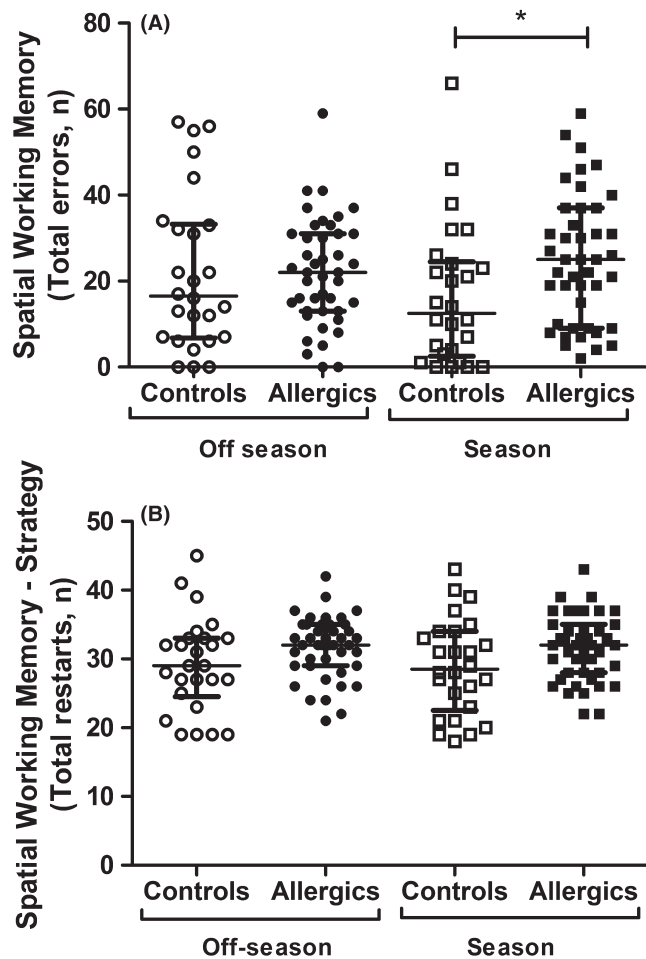 (A)
*
Spatial Working Memory
(Total errors, n)
80
60
40
20
0
Controls Allergics Controls Allergics
Off season Season
(B)
Spatial Working Memory - Strategy
(Total restarts, n)
50
40
30
20
10
0
Controls Allergics Controls Allergics
Off-season Season